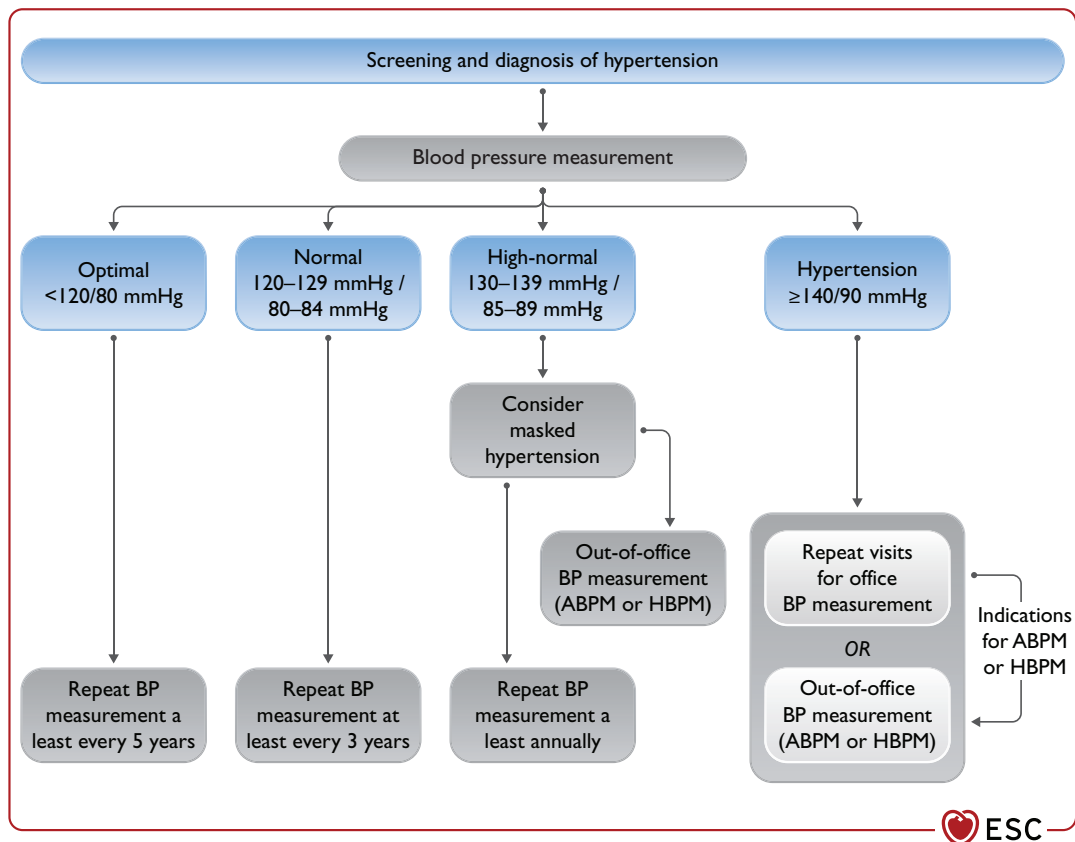 Screening and diagnosis of hypertension
Blood pressure measurement
Optimal
<120/80 mmHg
Normal
120–129 mmHg /
80–84 mmHg
High-normal
130–139 mmHg /
85–89 mmHg
Hypertension
≥140/90 mmHg
Consider
masked
hypertension
Out-of-office
BP measurement
(ABPM or HBPM)
Repeat visits
for office
BP measurement
OR
Out-of-office
BP measurement
(ABPM or HBPM)
Indications
for ABPM
or HBPM
Repeat BP
measurement a
least every 5 years
Repeat BP
measurement at
least every 3 years
Repeat BP
measurement a
least annually
ESC